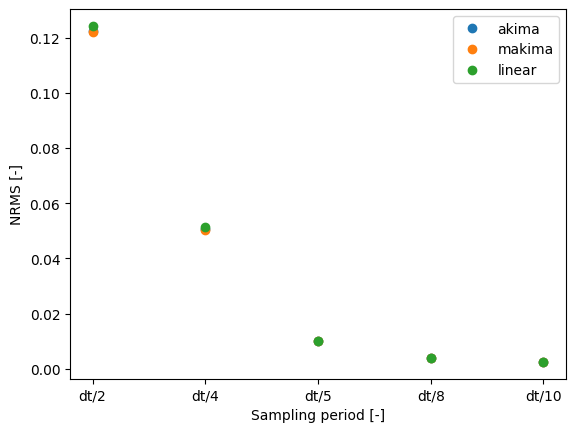 akima
makima
linear
NRMS [-]
0.12
0.10
0.08
0.06
0.04
0.02
0.00
dt/2 dt/4 dt/5 dt/8 dt/10
Sampling period [-]